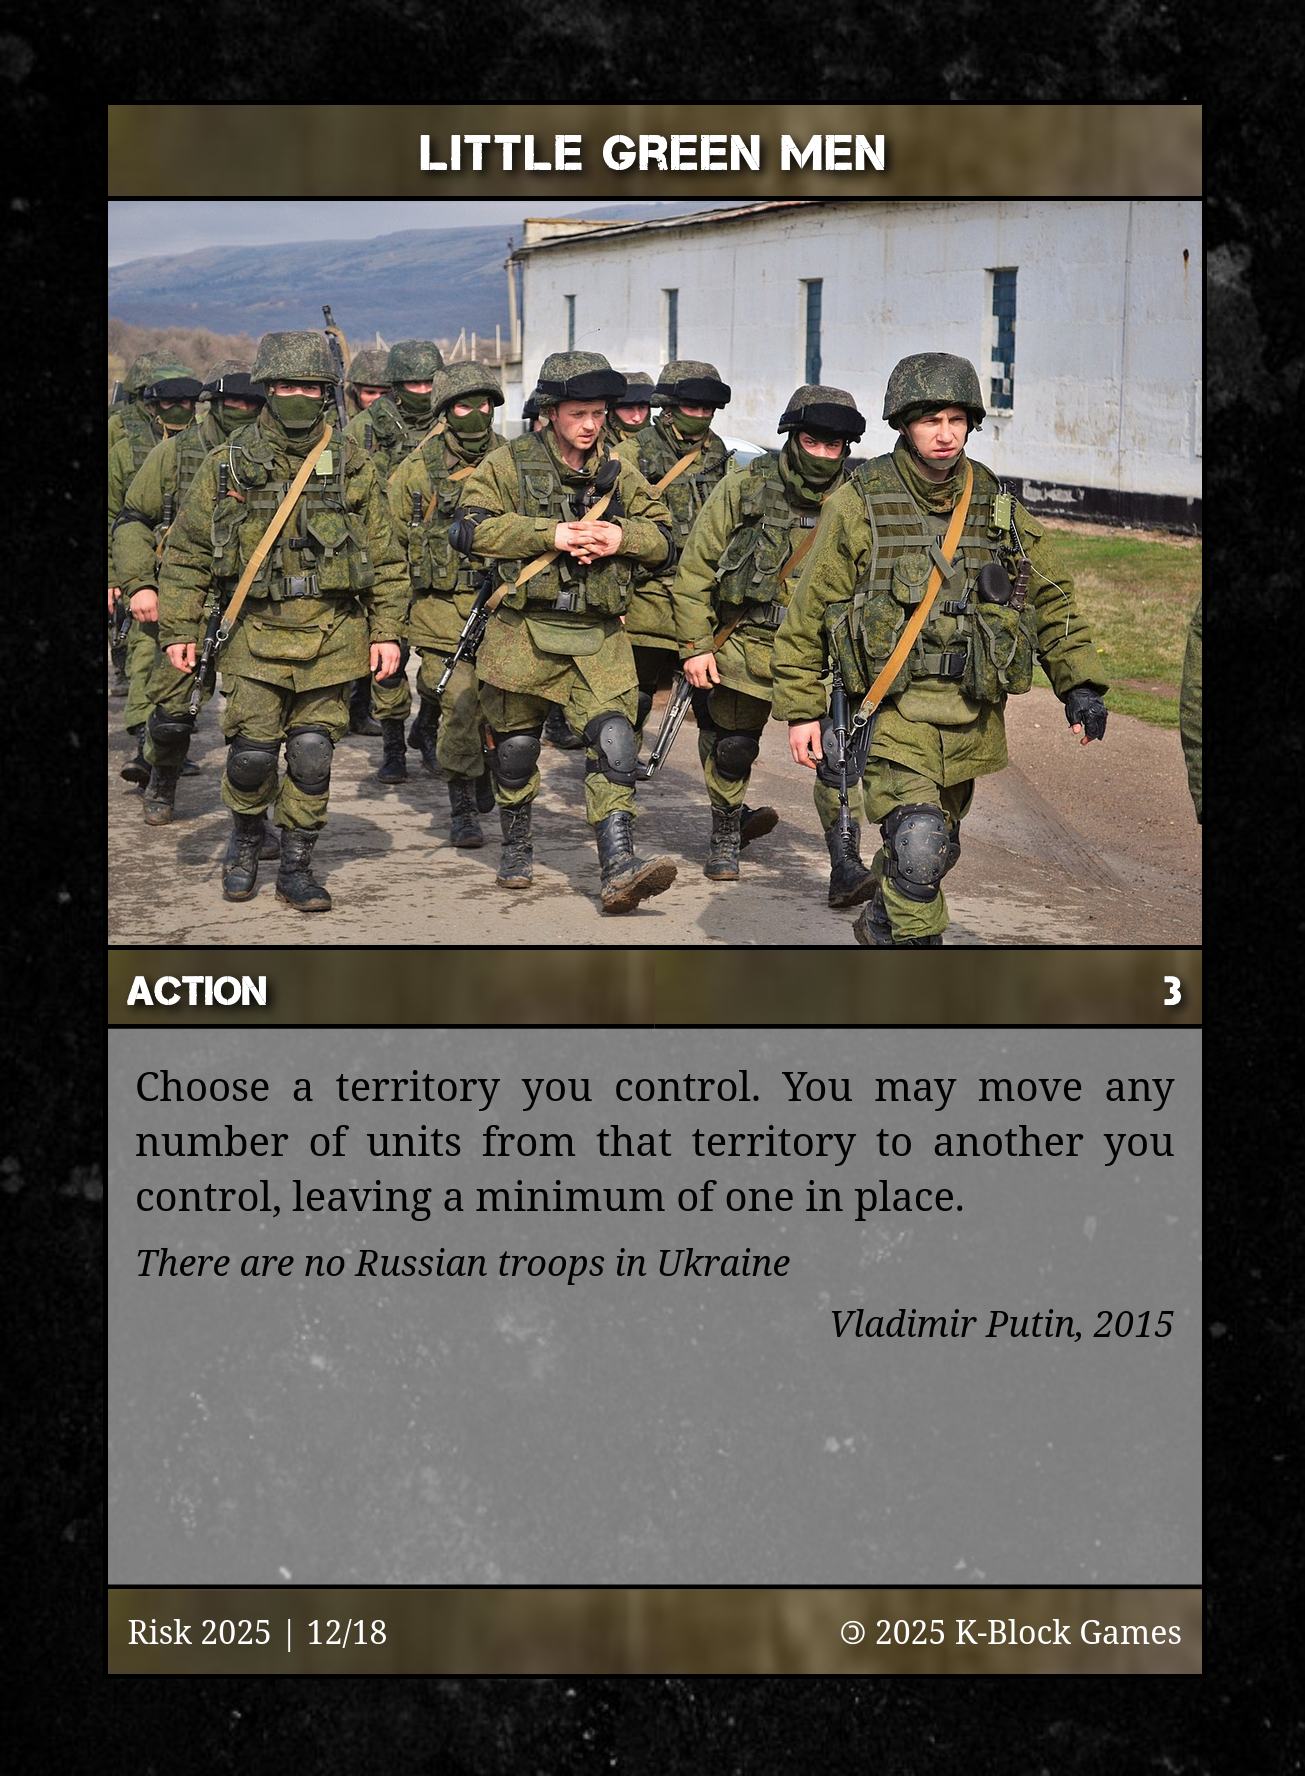 LITTLE GREEN MEN
ACTION
3
Choose a territory you control. You may move any
number of units from that territory to another you
control, leaving a minimum of one in place.
There are no Russian troops in Ukraine
Vladimir Putin, 2015
Risk 2025 | 12/18
🄯 2025 K-Block Games